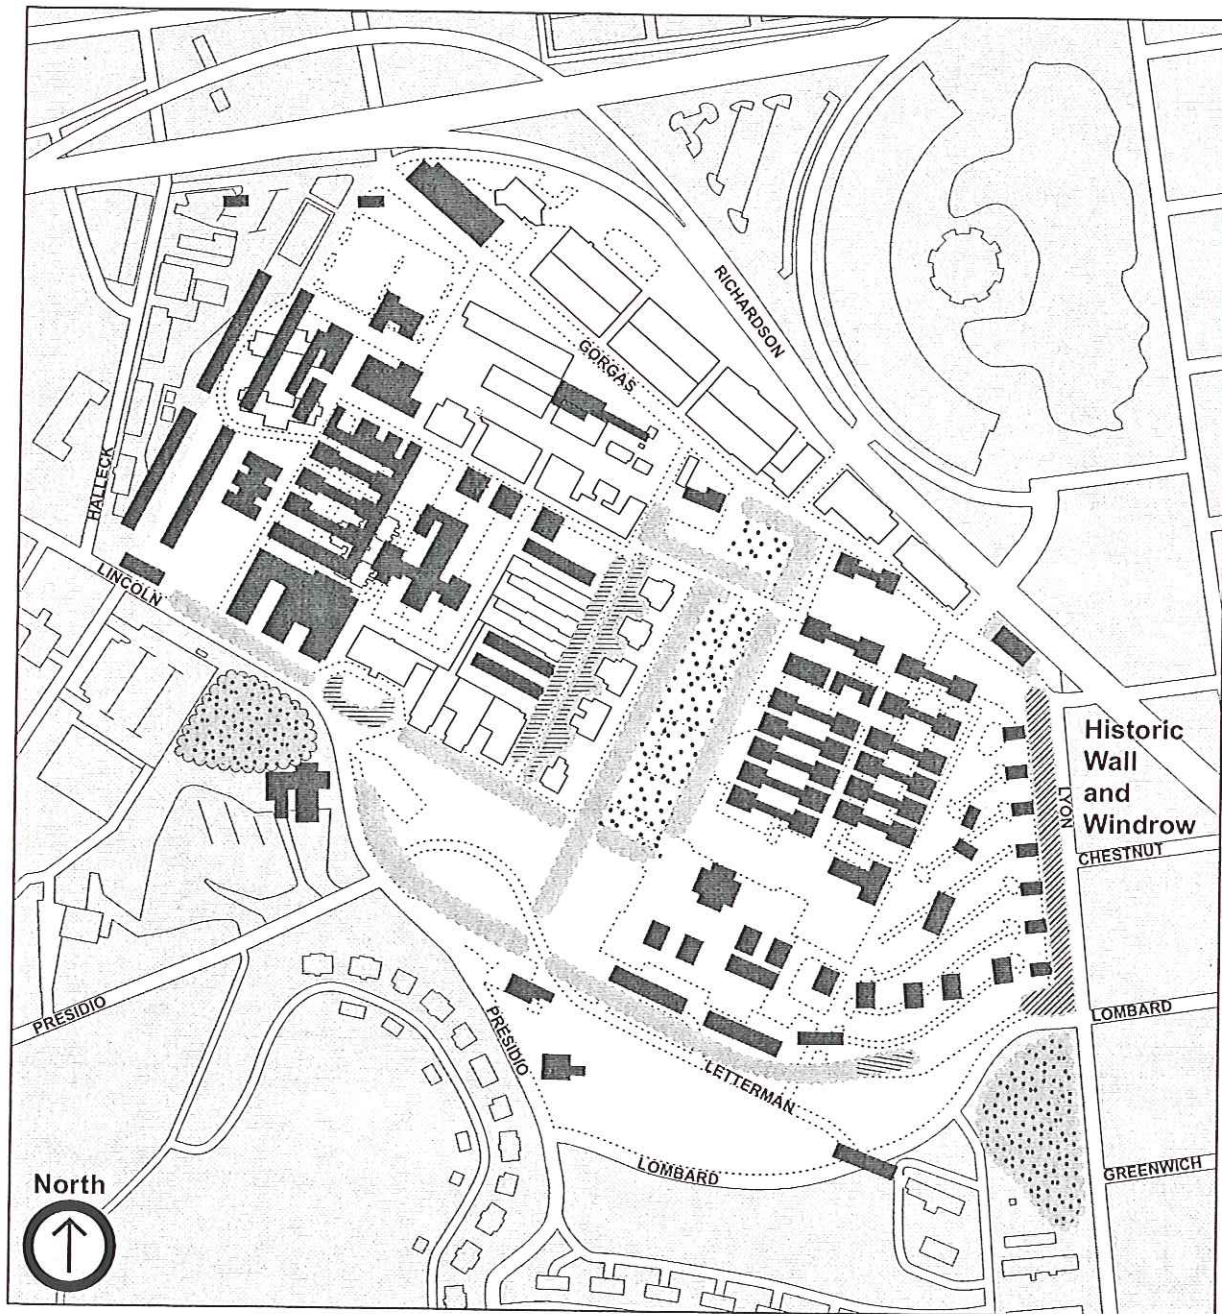 RICHARDSON
GORGAS
HALLECK
LINCOLN
Historic
Wall
and
Windrow
LYON
CHESTNUT
PRESIDIO
PRESIDIO
LOMBARD
LETTERMAN
LOMBARD
GREENWICH
North